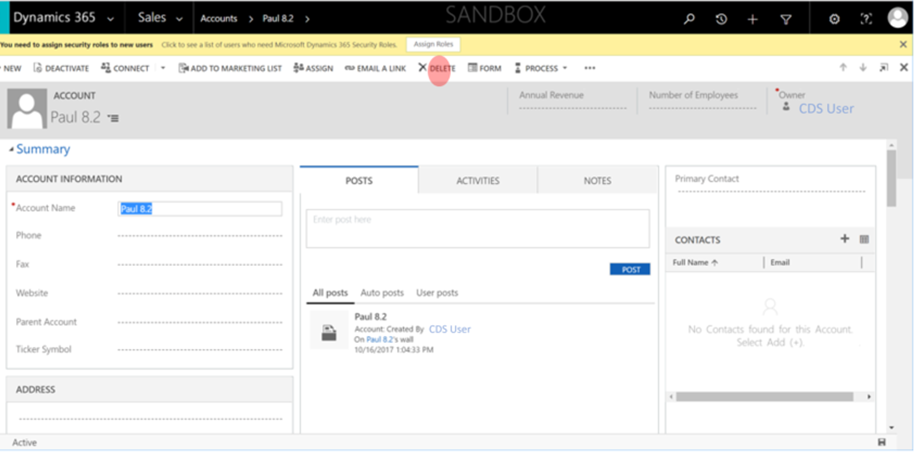 Dynamics 365 Sales Accounts > Paul 8.2 > SANDBOX
You need to assign security roles to new users Click to see a list of users who need Microsoft Dynamics 365 Security Roles. Assign Roles
NEW DEACTIVATE CONNECT ADD TO MARKETING LIST ASSIGN EMAIL A LINK DELETE FORM PROCESS •••
ACCOUNT
Paul 8.2
Annual Revenue
Number of Employees
*Owner
CDS User
Summary
ACCOUNT INFORMATION
*Account Name Paul 8.2
Phone
Fax
Website
Parent Account
Ticker Symbol
ADDRESS
POSTS ACTIVITIES NOTES
Enter post here
POST
All posts Auto posts User posts
Paul 8.2
Account: Created By CDS User
On Paul 8.2's wall
10/16/2017 1:04:33 PM
Primary Contact
CONTACTS
Full Name Email
No Contacts found for this Account.
Select Add (+).
Active